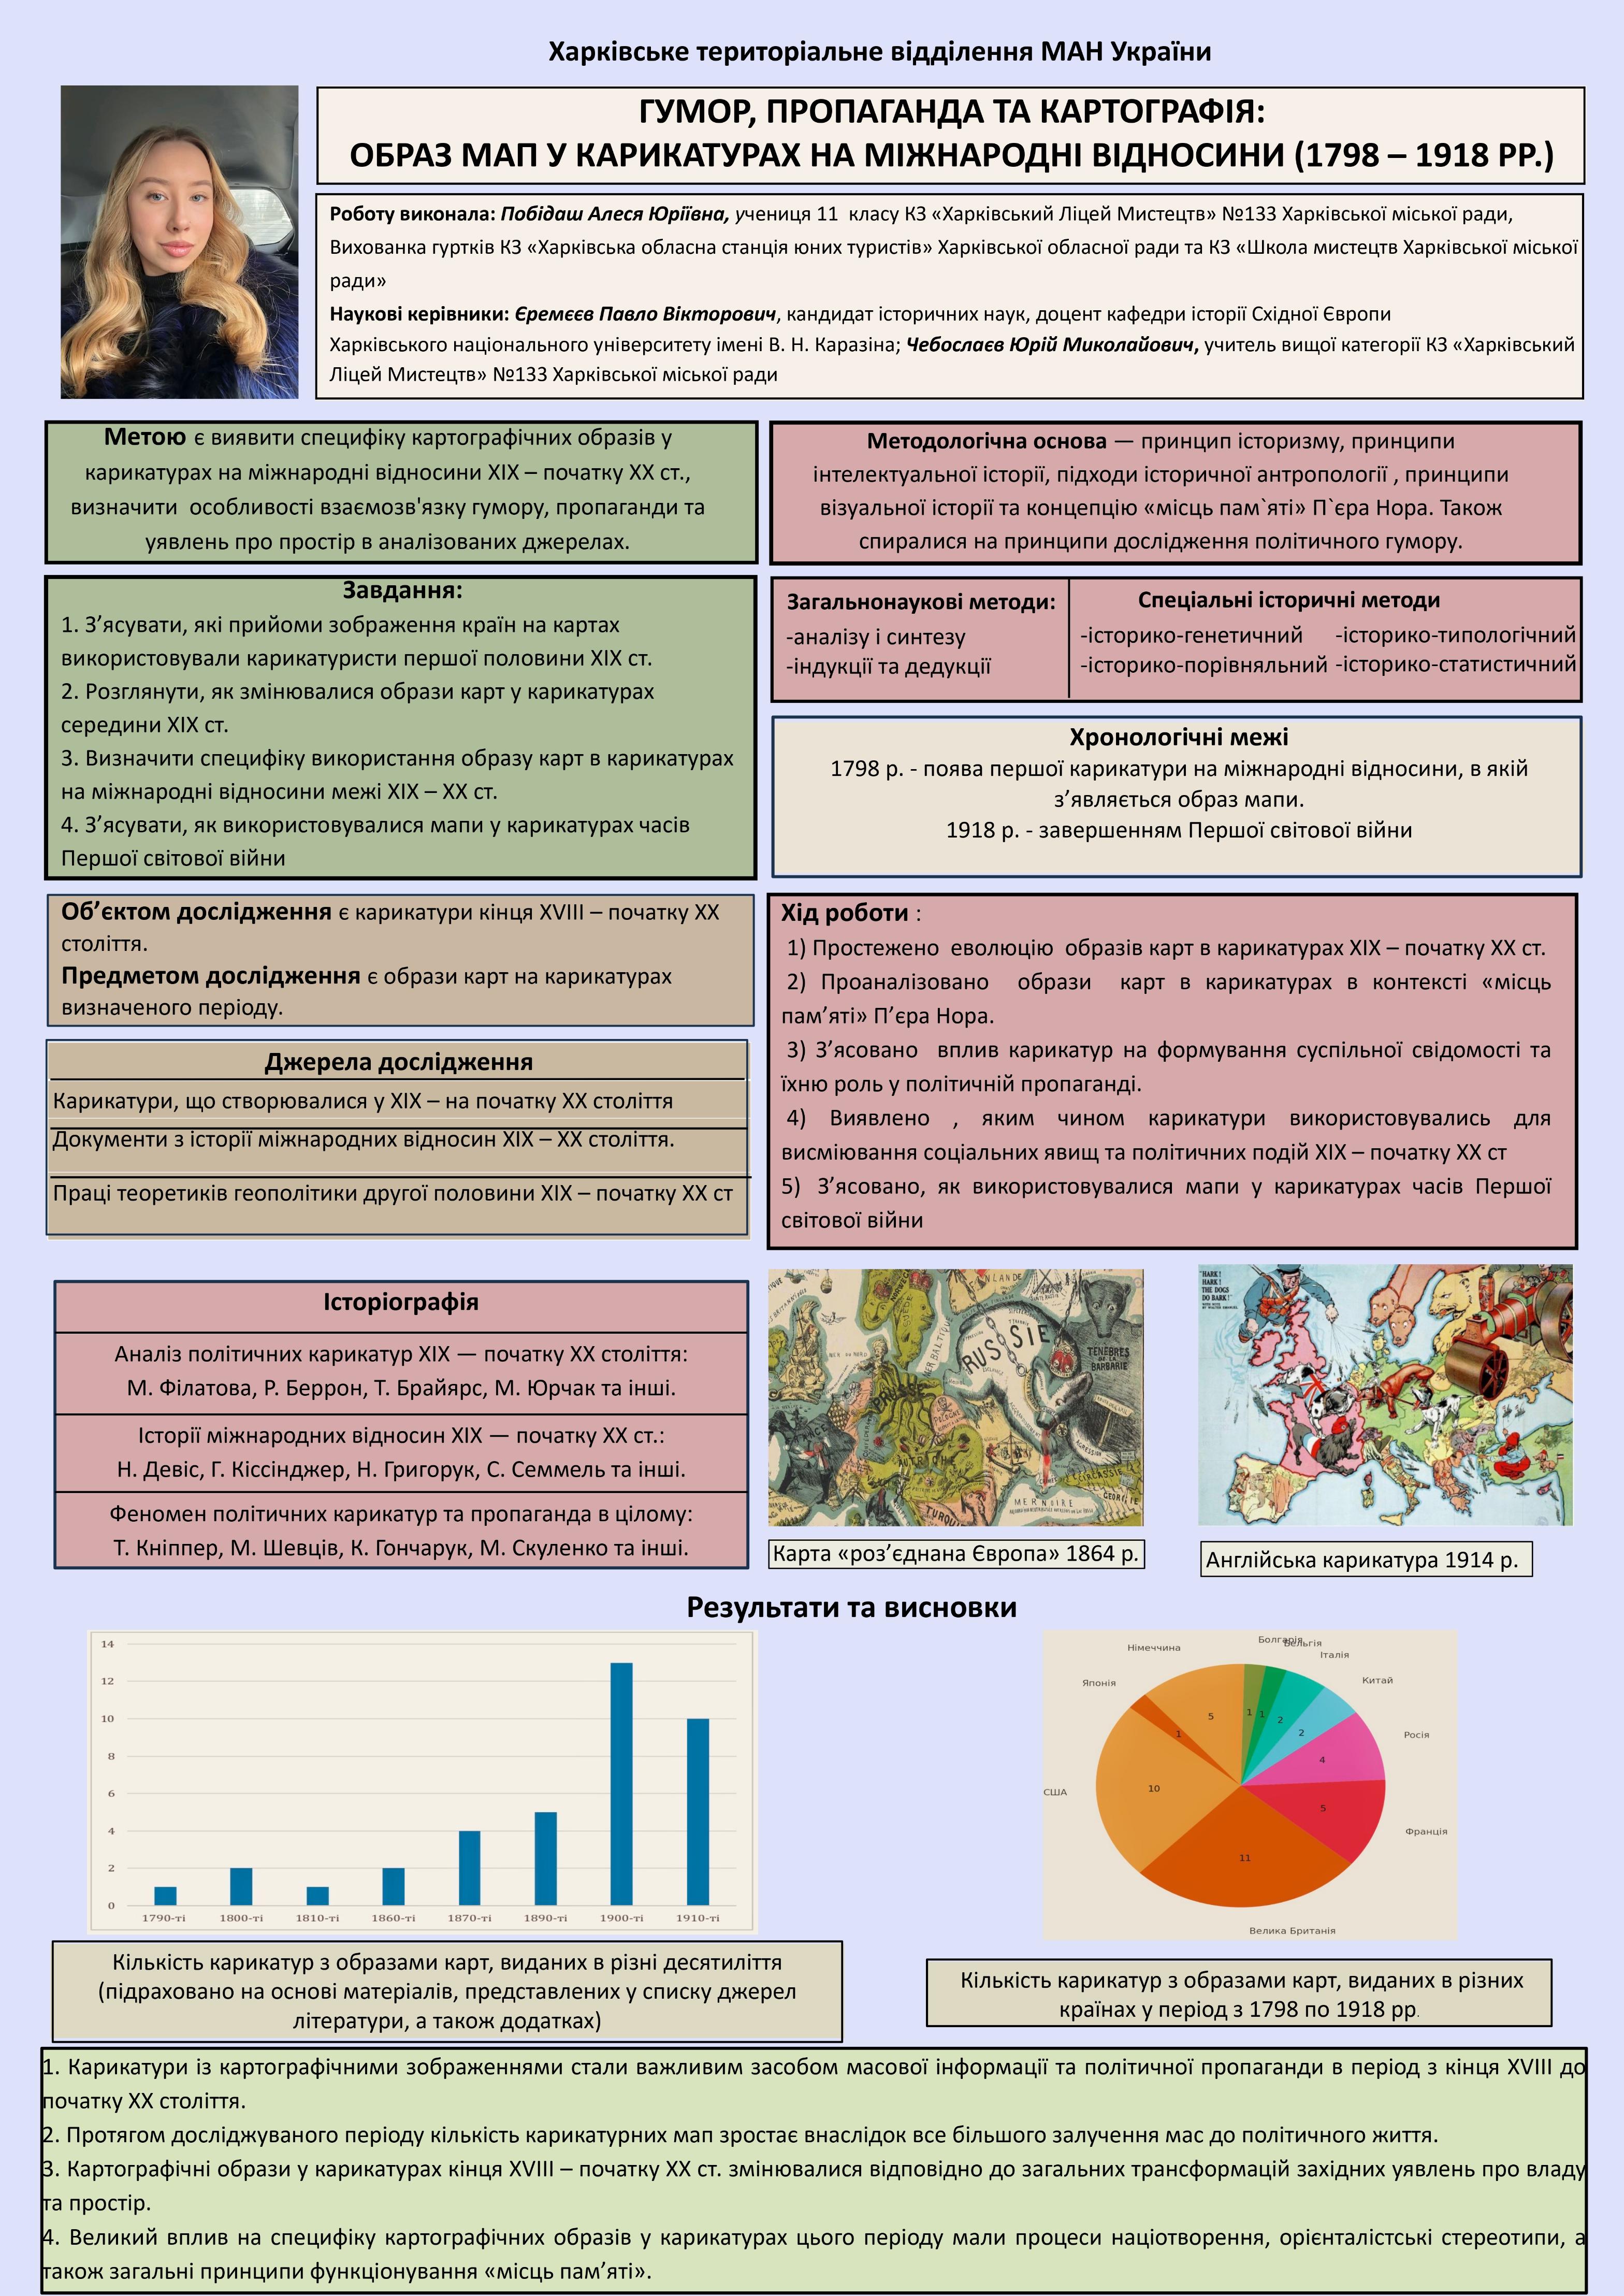 Харківське територіальне відділення МАН України
ГУМОР, ПРОПАГАНДА ТА КАРТОГРАФІЯ:
ОБРАЗ МАП У КАРИКАТУРАХ НА МІЖНАРОДНІ ВІДНОСИНИ (1798 – 1918 РР.)
Роботу виконала: Побідаш Алеся Юріївна, учениця 11 класу КЗ «Харківський Ліцей Мистецтв» №133 Харківської міської ради,
Вихованка гуртків КЗ «Харківська обласна станція юних туристів» Харківської обласної ради та КЗ «Школа мистецтв Харківської міської
ради»
Наукові керівники: Єремєєв Павло Вікторович, кандидат історичних наук, доцент кафедри історії Східної Європи
Харківського національного університету імені В. Н. Каразіна; Чебослаєв Юрій Миколайович, учитель вищої категорії КЗ «Харківський
Ліцей Мистецтв» №133 Харківської міської ради
Метою є виявити специфіку картографічних образів у
карикатурах на міжнародні відносини XIX – початку XX ст.,
визначити особливості взаємозв'язку гумору, пропаганди та
уявлень про простір в аналізованих джерелах.
Методологічна основа — принцип історизму, принципи
інтелектуальної історії, підходи історичної антропології , принципи
візуальної історії та концепцію «місць пам`яті» П`єра Нора. Також
спиралися на принципи дослідження політичного гумору.
Завдання:
1. З’ясувати, які прийоми зображення країн на картах
використовували карикатуристи першої половини XIX ст.
2. Розглянути, як змінювалися образи карт у карикатурах
середини XIX ст.
3. Визначити специфіку використання образу карт в карикатурах
на міжнародні відносини межі XIX – XX ст.
4. З’ясувати, як використовувалися мапи у карикатурах часів
Першої світової війни
Загальнонаукові методи:
-аналізу і синтезу
-індукції та дедукції
Спеціальні історичні методи
-історико-генетичний -історико-типологічний
-історико-порівняльний -історико-статистичний
Хронологічні межі
1798 р. - поява першої карикатури на міжнародні відносини, в якій
з’являється образ мапи.
1918 р. - завершенням Першої світової війни
Об’єктом дослідження є карикатури кінця XVIII – початку XX
століття.
Предметом дослідження є образи карт на карикатурах
визначеного періоду.
Джерела дослідження
Карикатури, що створювалися у XIX – на початку XX століття
Документи з історії міжнародних відносин XIX – XX століття.
Праці теоретиків геополітики другої половини XIX – початку XX ст
Хід роботи :
1) Простежено еволюцію образів карт в карикатурах XIX – початку XX ст.
2) Проаналізовано образи карт в карикатурах в контексті «місць
пам’яті» П’єра Нора.
3) З’ясовано вплив карикатур на формування суспільної свідомості та
їхню роль у політичній пропаганді.
4) Виявлено , яким чином карикатури використовувались для
висміювання соціальних явищ та політичних подій XIX – початку XX ст
5) З’ясовано, як використовувалися мапи у карикатурах часів Першої
світової війни
Історіографія
Аналіз політичних карикатур XIX — початку XX століття:
М. Філатова, Р. Беррон, Т. Брайярс, М. Юрчак та інші.
Історії міжнародних відносин XIX — початку XX ст.:
Н. Девіс, Г. Кіссінджер, Н. Григорук, С. Семмель та інші.
Феномен політичних карикатур та пропаганда в цілому:
Т. Кніппер, М. Шевців, К. Гончарук, М. Скуленко та інші.
RUSSIE
TÉNÈBRES
DE LA
BARBARIE
PRUSSE
AUTRICHE
MER NOIRE
GEORGIE
Карта «роз’єднана Європа» 1864 р.
"HARK!
HARK!
THE DOGS
DO BARK!"
Англійська карикатура 1914 р.
Результати та висновки
14
12
10
8
6
4
2
0
1790-ті 1800-ті 1810-ті 1860-ті 1870-ті 1890-ті 1900-ті 1910-ті
Болгарія
Бельгія
Італія
Китай
Росія
Франція
Велика Британія
США
Японія
Німеччина
1
1
2
2
4
5
11
10
1
5
Кількість карикатур з образами карт, виданих в різні десятиліття
(підраховано на основі матеріалів, представлених у списку джерел
літератури, а також додатках)
Кількість карикатур з образами карт, виданих в різних
країнах у період з 1798 по 1918 рр.
1. Карикатури із картографічними зображеннями стали важливим засобом масової інформації та політичної пропаганди в період з кінця XVIII до
початку XX століття.
2. Протягом досліджуваного періоду кількість карикатурних мап зростає внаслідок все більшого залучення мас до політичного життя.
3. Картографічні образи у карикатурах кінця XVIII – початку XX ст. змінювалися відповідно до загальних трансформацій західних уявлень про владу
та простір.
4. Великий вплив на специфіку картографічних образів у карикатурах цього періоду мали процеси націотворення, орієнталістські стереотипи, а
також загальні принципи функціонування «місць пам’яті».